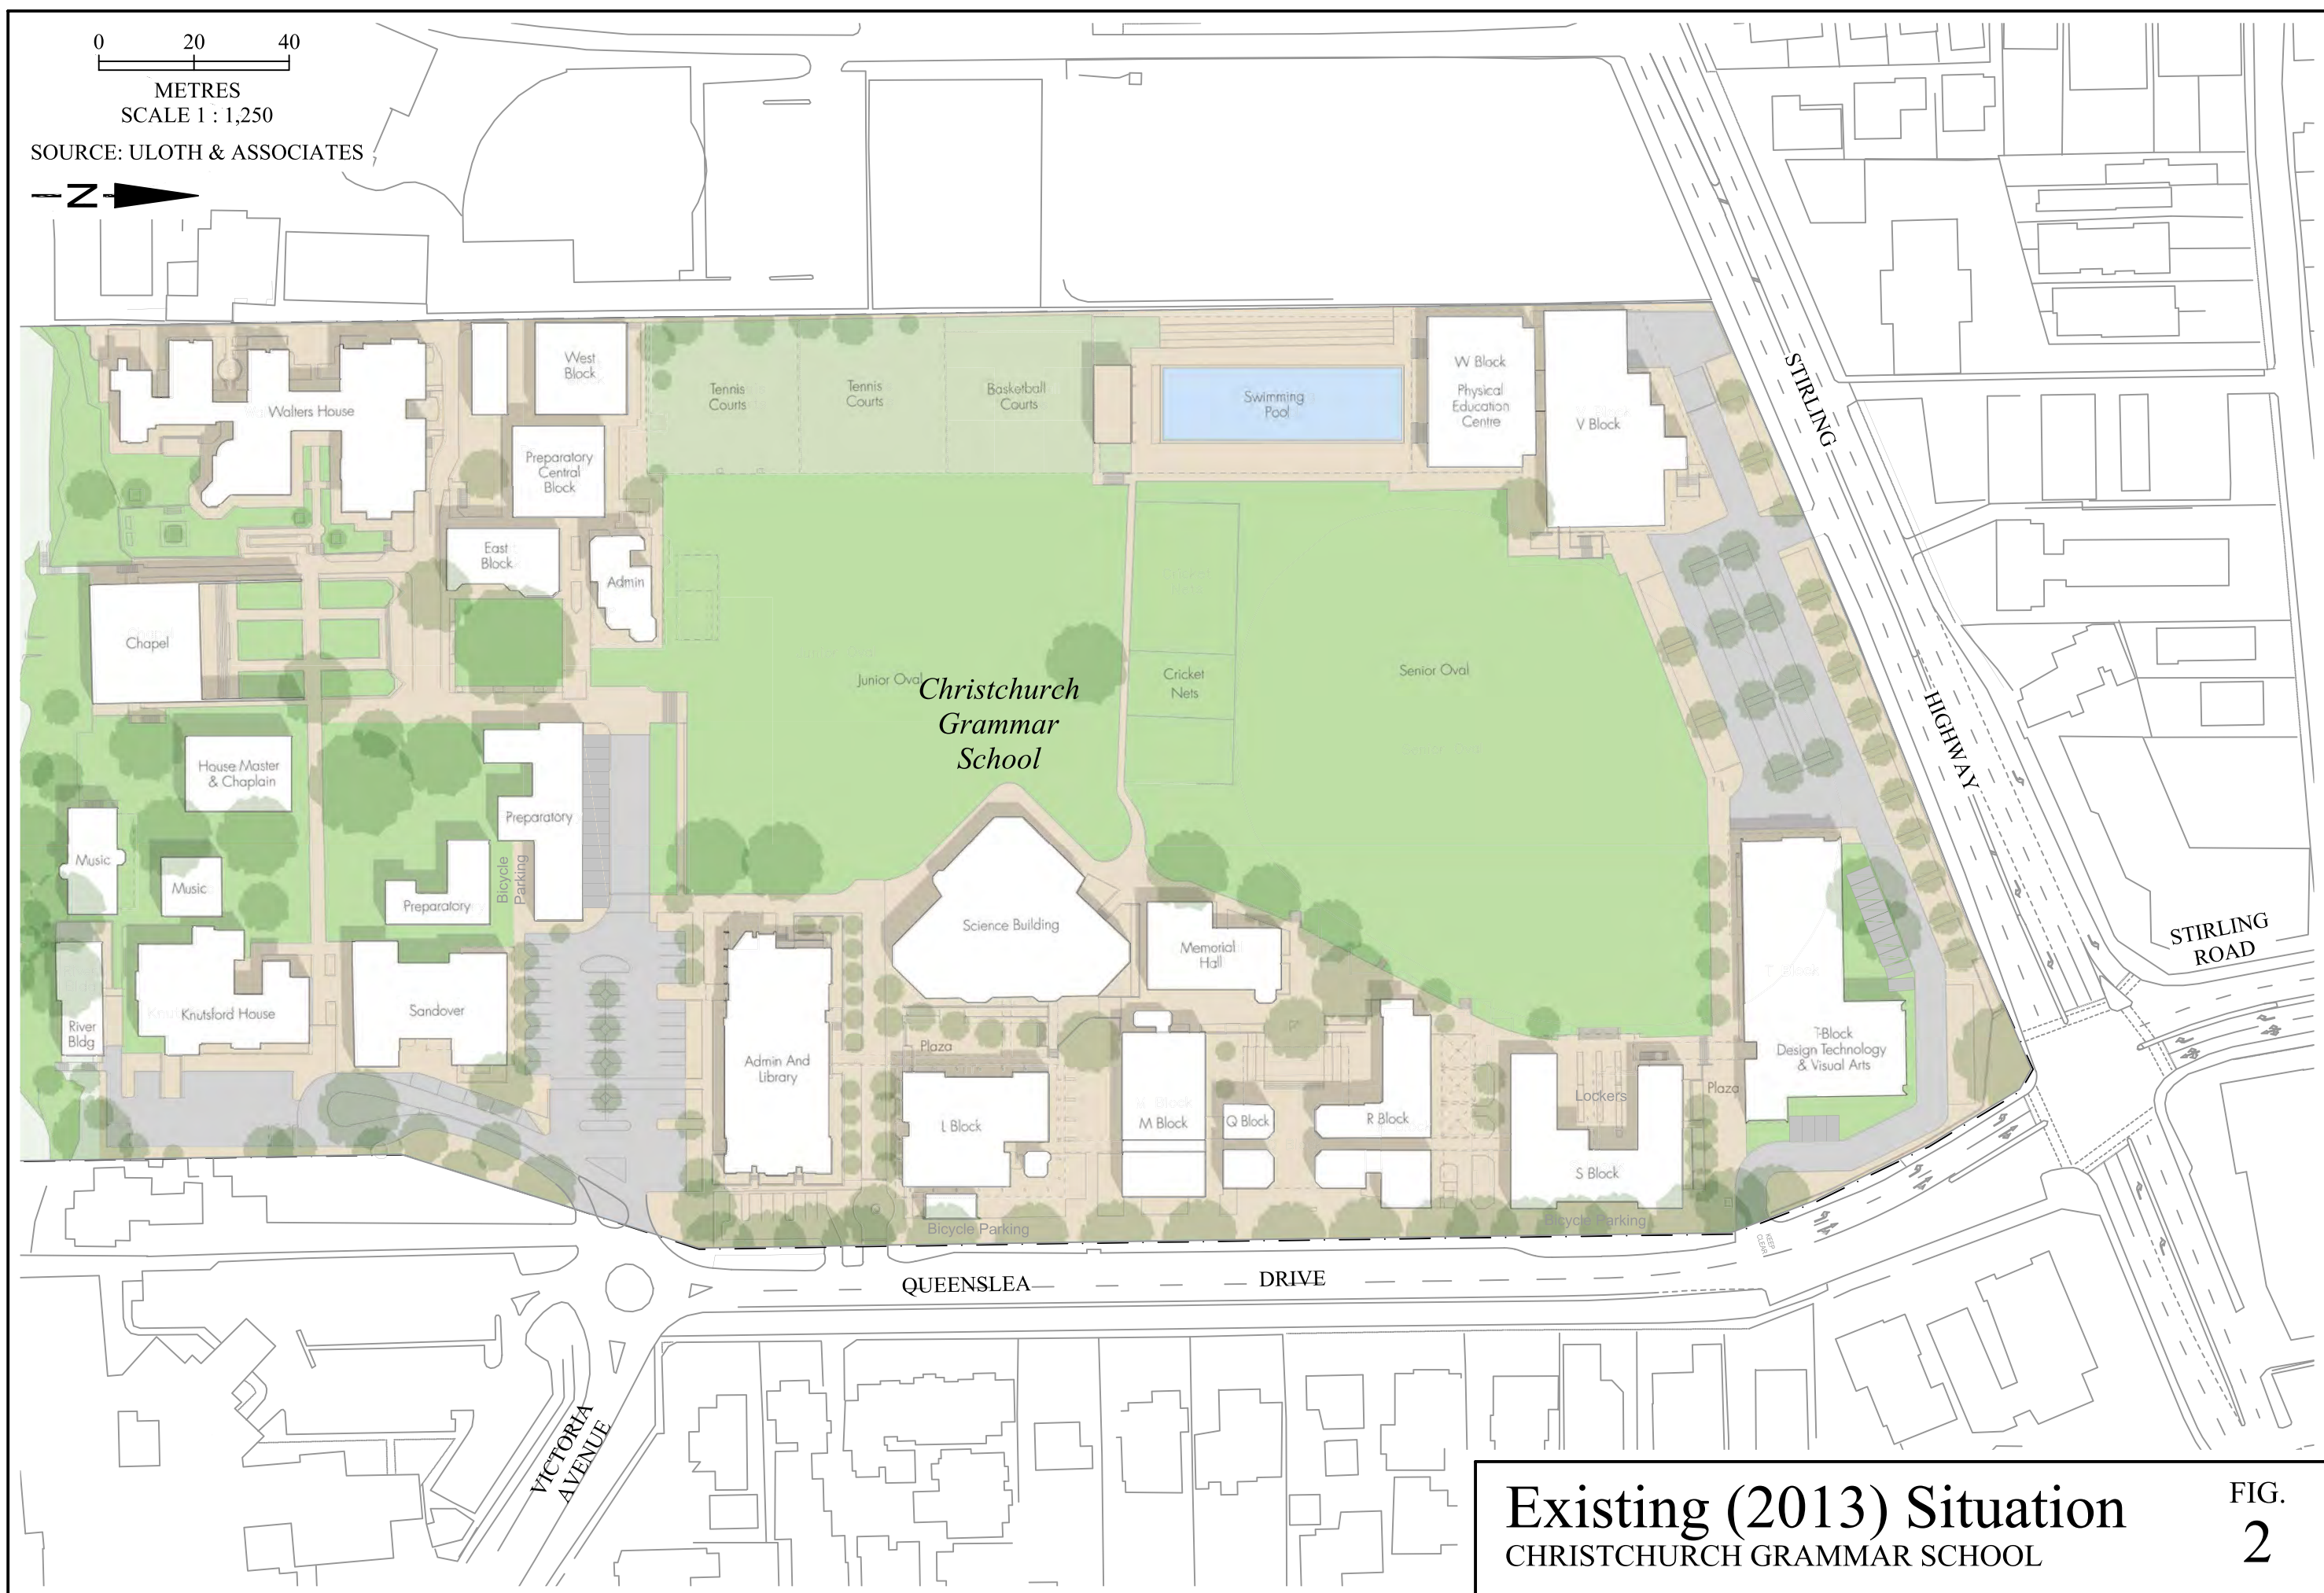 0 20 40
METRES
SCALE 1 : 1,250
SOURCE: ULOTH & ASSOCIATES
N
West
Block
Walters House
Tennis
Courts
Tennis
Courts
Basketball
Courts
Swimming
Pool
W Block
Physical
Education
Centre
V Block
STIRLING
HIGHWAY
Preparatory
Central
Block
East
Block
Admin
Chapel
Junior Oval
Christchurch
Grammar
School
Cricket
Nets
Senior Oval
House Master
& Chaplain
Preparatory
Music
Music
Preparatory
Bicycle
Parking
Science Building
Memorial
Hall
STIRLING
ROAD
River
Bldg
Knutsford House
Sandover
Admin And
Library
Plaza
L Block
M Block
Q Block
R Block
Lockers
S Block
Plaza
T-Block
Design Technology
& Visual Arts
Bicycle Parking
Bicycle Parking
KEEP
CLEAR
QUEENSLEA DRIVE
VICTORIA
AVENUE
Existing (2013) Situation
CHRISTCHURCH GRAMMAR SCHOOL
FIG.
2